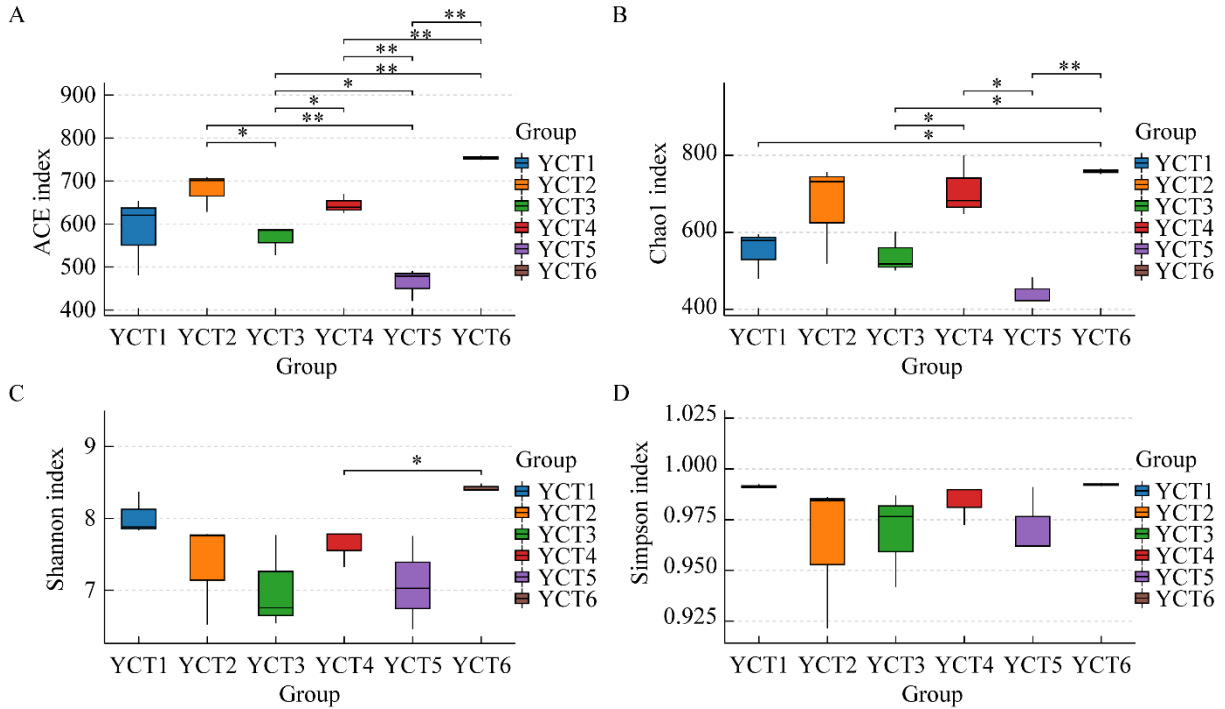 A
**
**
**
**
*
*
**
*
900
800
700
600
500
400
ACE index
YCT1 YCT2 YCT3 YCT4 YCT5 YCT6
Group
Group
YCT1
YCT2
YCT3
YCT4
YCT5
YCT6
B
**
*
*
*
*
800
600
400
Chao1 index
YCT1 YCT2 YCT3 YCT4 YCT5 YCT6
Group
Group
YCT1
YCT2
YCT3
YCT4
YCT5
YCT6
C
*
9
8
7
Shannon index
YCT1 YCT2 YCT3 YCT4 YCT5 YCT6
Group
Group
YCT1
YCT2
YCT3
YCT4
YCT5
YCT6
D
1.025
1.000
0.975
0.950
0.925
Simpson index
YCT1 YCT2 YCT3 YCT4 YCT5 YCT6
Group
Group
YCT1
YCT2
YCT3
YCT4
YCT5
YCT6